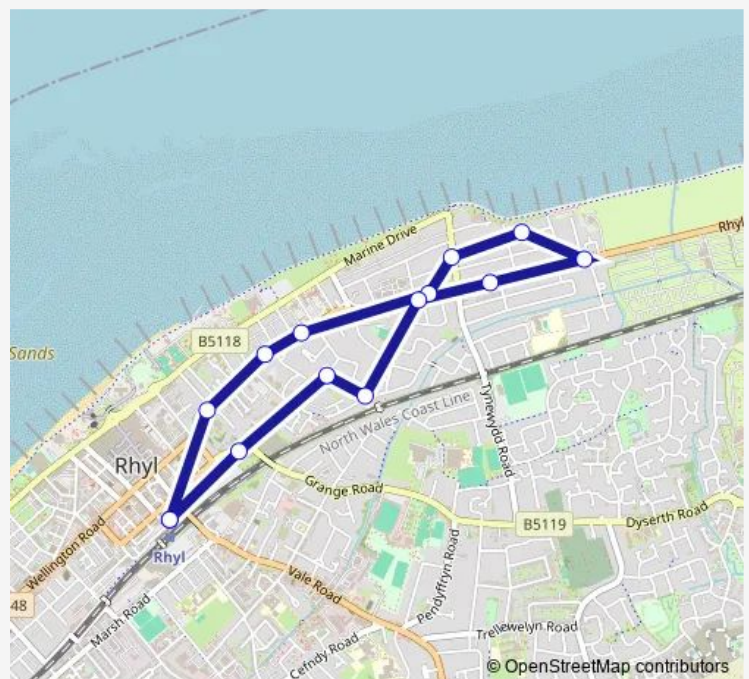 Marine Drive
Rhyl
B5118
Sands
North Wales Coast Line
Tynewydd Road
Rhyl
Grange Road
B5119
Dyserth Road
Wellington Road
Rhyl
Vale Road
Pendyffryn Road
48
Marsh Road
Trellewelyn Road
Cefndy Road
© OpenStreetMap contributors